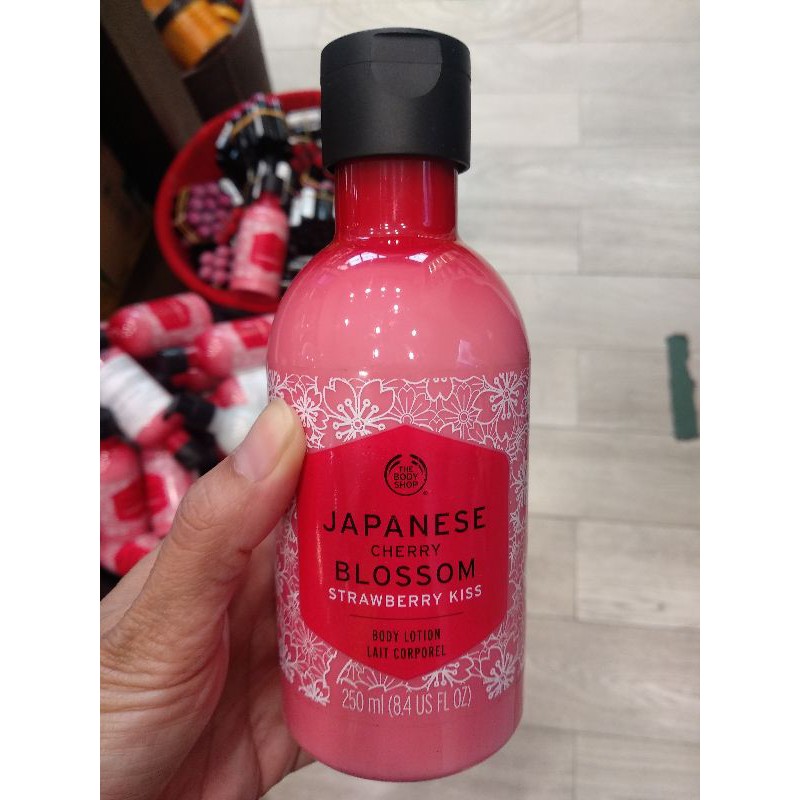 THE
BODY
SHOP
®
JAPANESE
CHERRY
BLOSSOM
STRAWBERRY KISS
BODY LOTION
LAIT CORPOREL
250 ml (8.4 US FL OZ)